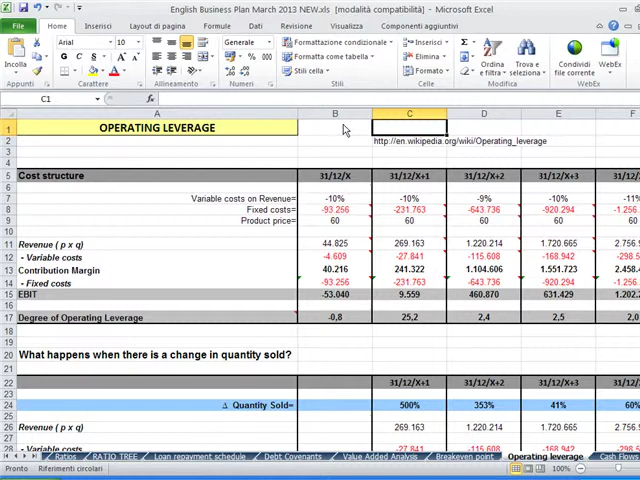 English Business Plan March 2013 NEW.xls [modalità compatibilità] - Microsoft Excel
File Home Inserisci Layout di pagina Formule Dati Revisione Visualizza Componenti aggiuntivi
Incolla
Arial 10
G C S
Generale
Formattazione condizionale
Formatta come tabella
Stili cella
Inserisci
Elimina
Formato
Ordina e filtra
Trova e seleziona
Condividi file corrente
WebEx
Appunti Carattere Allineamento Numeri Stili Celle Modifica WebEx
C1 fx
A B C D E F
1 OPERATING LEVERAGE
2 http://en.wikipedia.org/wiki/Operating_leverage
3
4
5 Cost structure 31/12/X 31/12/X+1 31/12/X+2 31/12/X+3 31/12/X
6
7 Variable costs on Revenue= -10% -10% -9% -10% -11%
8 Fixed costs= -93.256 -231.763 -643.736 -920.294 -1.256.
9 Product price= 60 60 60 60 60
10
11 Revenue ( p x q) 44.825 269.163 1.220.214 1.720.665 2.756.
12 - Variable costs -4.609 -27.841 -115.608 -168.942 -298.5
13 Contribution Margin 40.216 241.322 1.104.606 1.551.723 2.458.
14 - Fixed costs -93.256 -231.763 -643.736 -920.294 -1.256.
15 EBIT -53.040 9.559 460.870 631.429 1.202.
16
17 Degree of Operating Leverage -0,8 25,2 2,4 2,5 2,0
18
19
20 What happens when there is a change in quantity sold?
21
22 31/12/X+1 31/12/X+2 31/12/X+3 31/12/X
24 Δ Quantity Sold= 500% 353% 41% 60%
26 Revenue ( p x q) 269.163 1.220.214 1.720.665 2.756.
27
28 - Variable costs -27.841 -115.608 -168.942 -298.5
Ratios RATIO TREE Loan repayment schedule Debt Covenants Value Added Analysis Breakeven point Operating leverage Cash Flows
Pronto Riferimenti circolari 100%